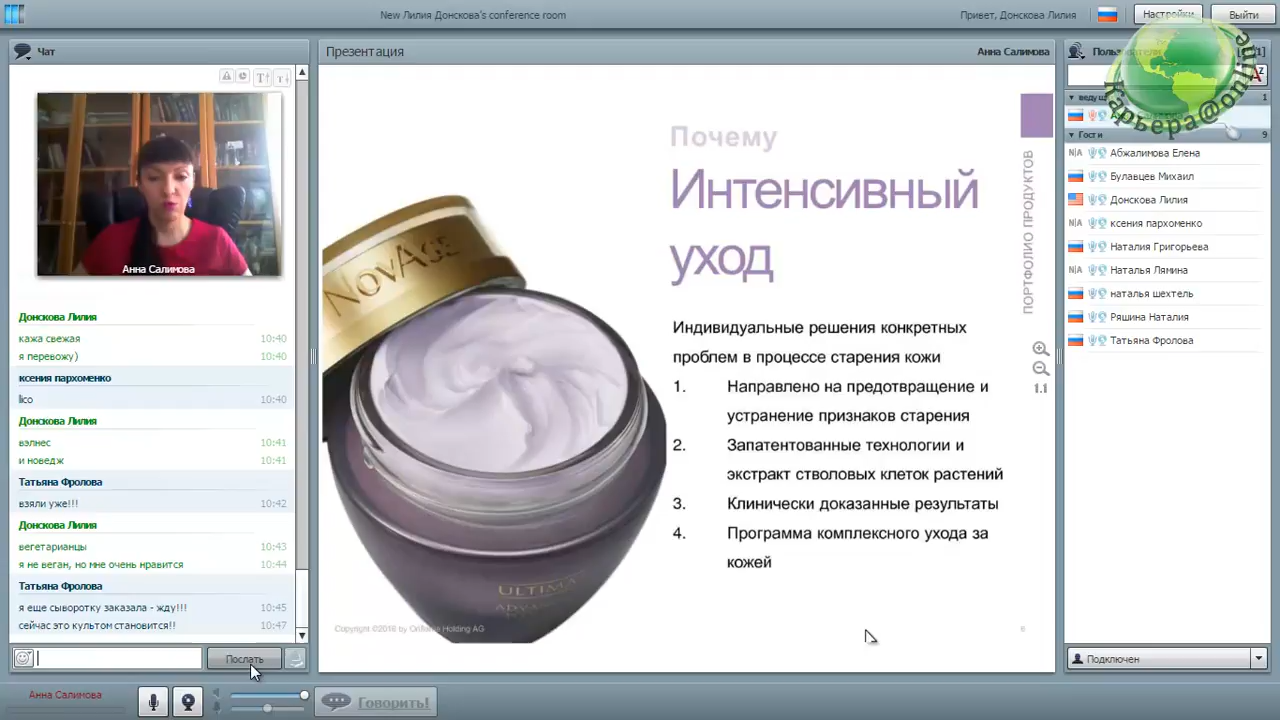 New Лилия Донскова's conference room
Привет, Донскова Лилия
Настройки
Выйти
Чат
Анна Салимова
Донскова Лилия
кажа свежая 10:40
я перевожу) 10:40
ксения пархоменко
lico 10:40
Донскова Лилия
вэлнес 10:41
и новедж 10:41
Татьяна Фролова
взяли уже!!! 10:42
Донскова Лилия
вегетарианцы 10:43
я не веган, но мне очень нравится 10:44
Татьяна Фролова
я еще сыворотку заказала - жду!!! 10:45
сейчас это культом становится!! 10:47
Послать
Анна Салимова
Говорить!
Презентация
Анна Салимова
Почему
Интенсивный
уход
Индивидуальные решения конкретных
проблем в процессе старения кожи
1. Направлено на предотвращение и
устранение признаков старения
2. Запатентованные технологии и
экстракт стволовых клеток растений
3. Клинически доказанные результаты
4. Программа комплексного ухода за
кожей
ПОРТФОЛИО ПРОДУКТОВ
1.1
NOVAGE
ULTIMATE
Copyright ©2016 by Oriflame Holding AG
6
карьера@online
1
Гости 9
N|A Абжалимова Елена
Булавцев Михаил
Донскова Лилия
N|A ксения пархоменко
Наталия Григорьева
N|A Наталья Лямина
наталья шехтель
Ряшина Наталия
Татьяна Фролова
Подключен